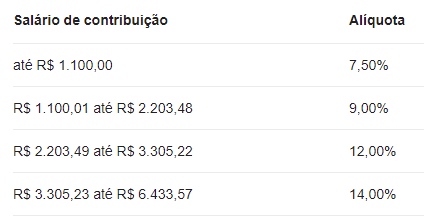 Salário de contribuição Alíquota
até R$ 1.100,00 7,50%
R$ 1.100,01 até R$ 2.203,48 9,00%
R$ 2.203,49 até R$ 3.305,22 12,00%
R$ 3.305,23 até R$ 6.433,57 14,00%